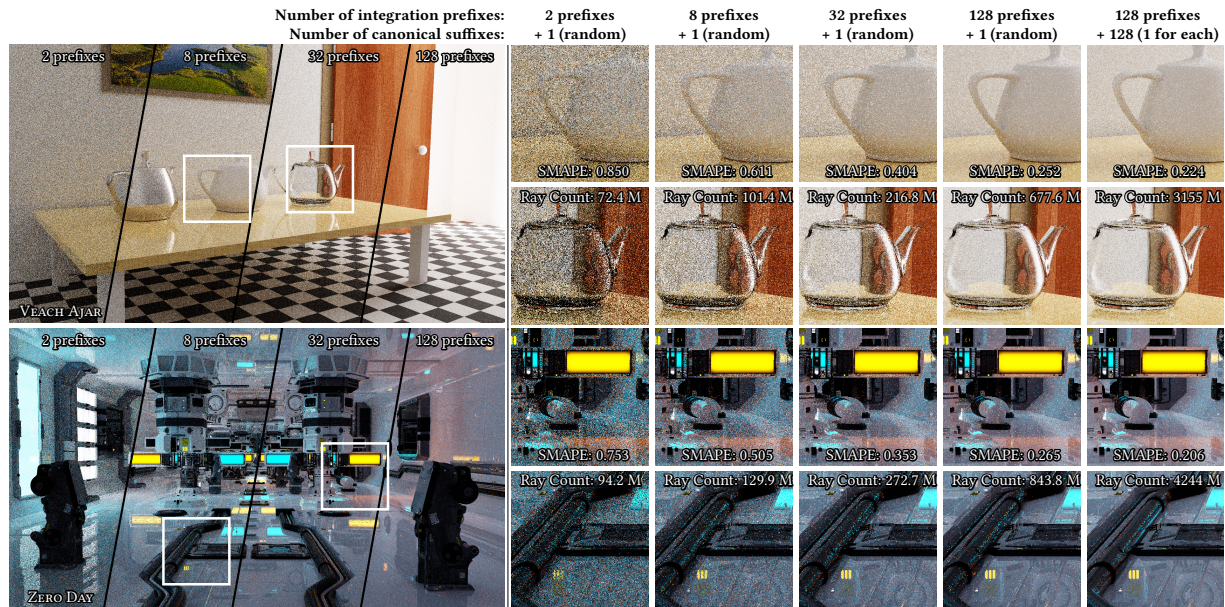 Number of integration prefixes:
Number of canonical suffixes:
2 prefixes
+ 1 (random)
8 prefixes
+ 1 (random)
32 prefixes
+ 1 (random)
128 prefixes
+ 1 (random)
128 prefixes
+ 128 (1 for each)
2 prefixes
8 prefixes
32 prefixes
128 prefixes
Veach Ajar
SMAPE: 0.850
SMAPE: 0.611
SMAPE: 0.404
SMAPE: 0.252
SMAPE: 0.224
Ray Count: 72.4 M
Ray Count: 101.4 M
Ray Count: 216.8 M
Ray Count: 677.6 M
Ray Count: 3155 M
2 prefixes
8 prefixes
32 prefixes
128 prefixes
Zero Day
SMAPE: 0.753
SMAPE: 0.505
SMAPE: 0.353
SMAPE: 0.265
SMAPE: 0.206
Ray Count: 94.2 M
Ray Count: 129.9 M
Ray Count: 272.7 M
Ray Count: 843.8 M
Ray Count: 4244 M